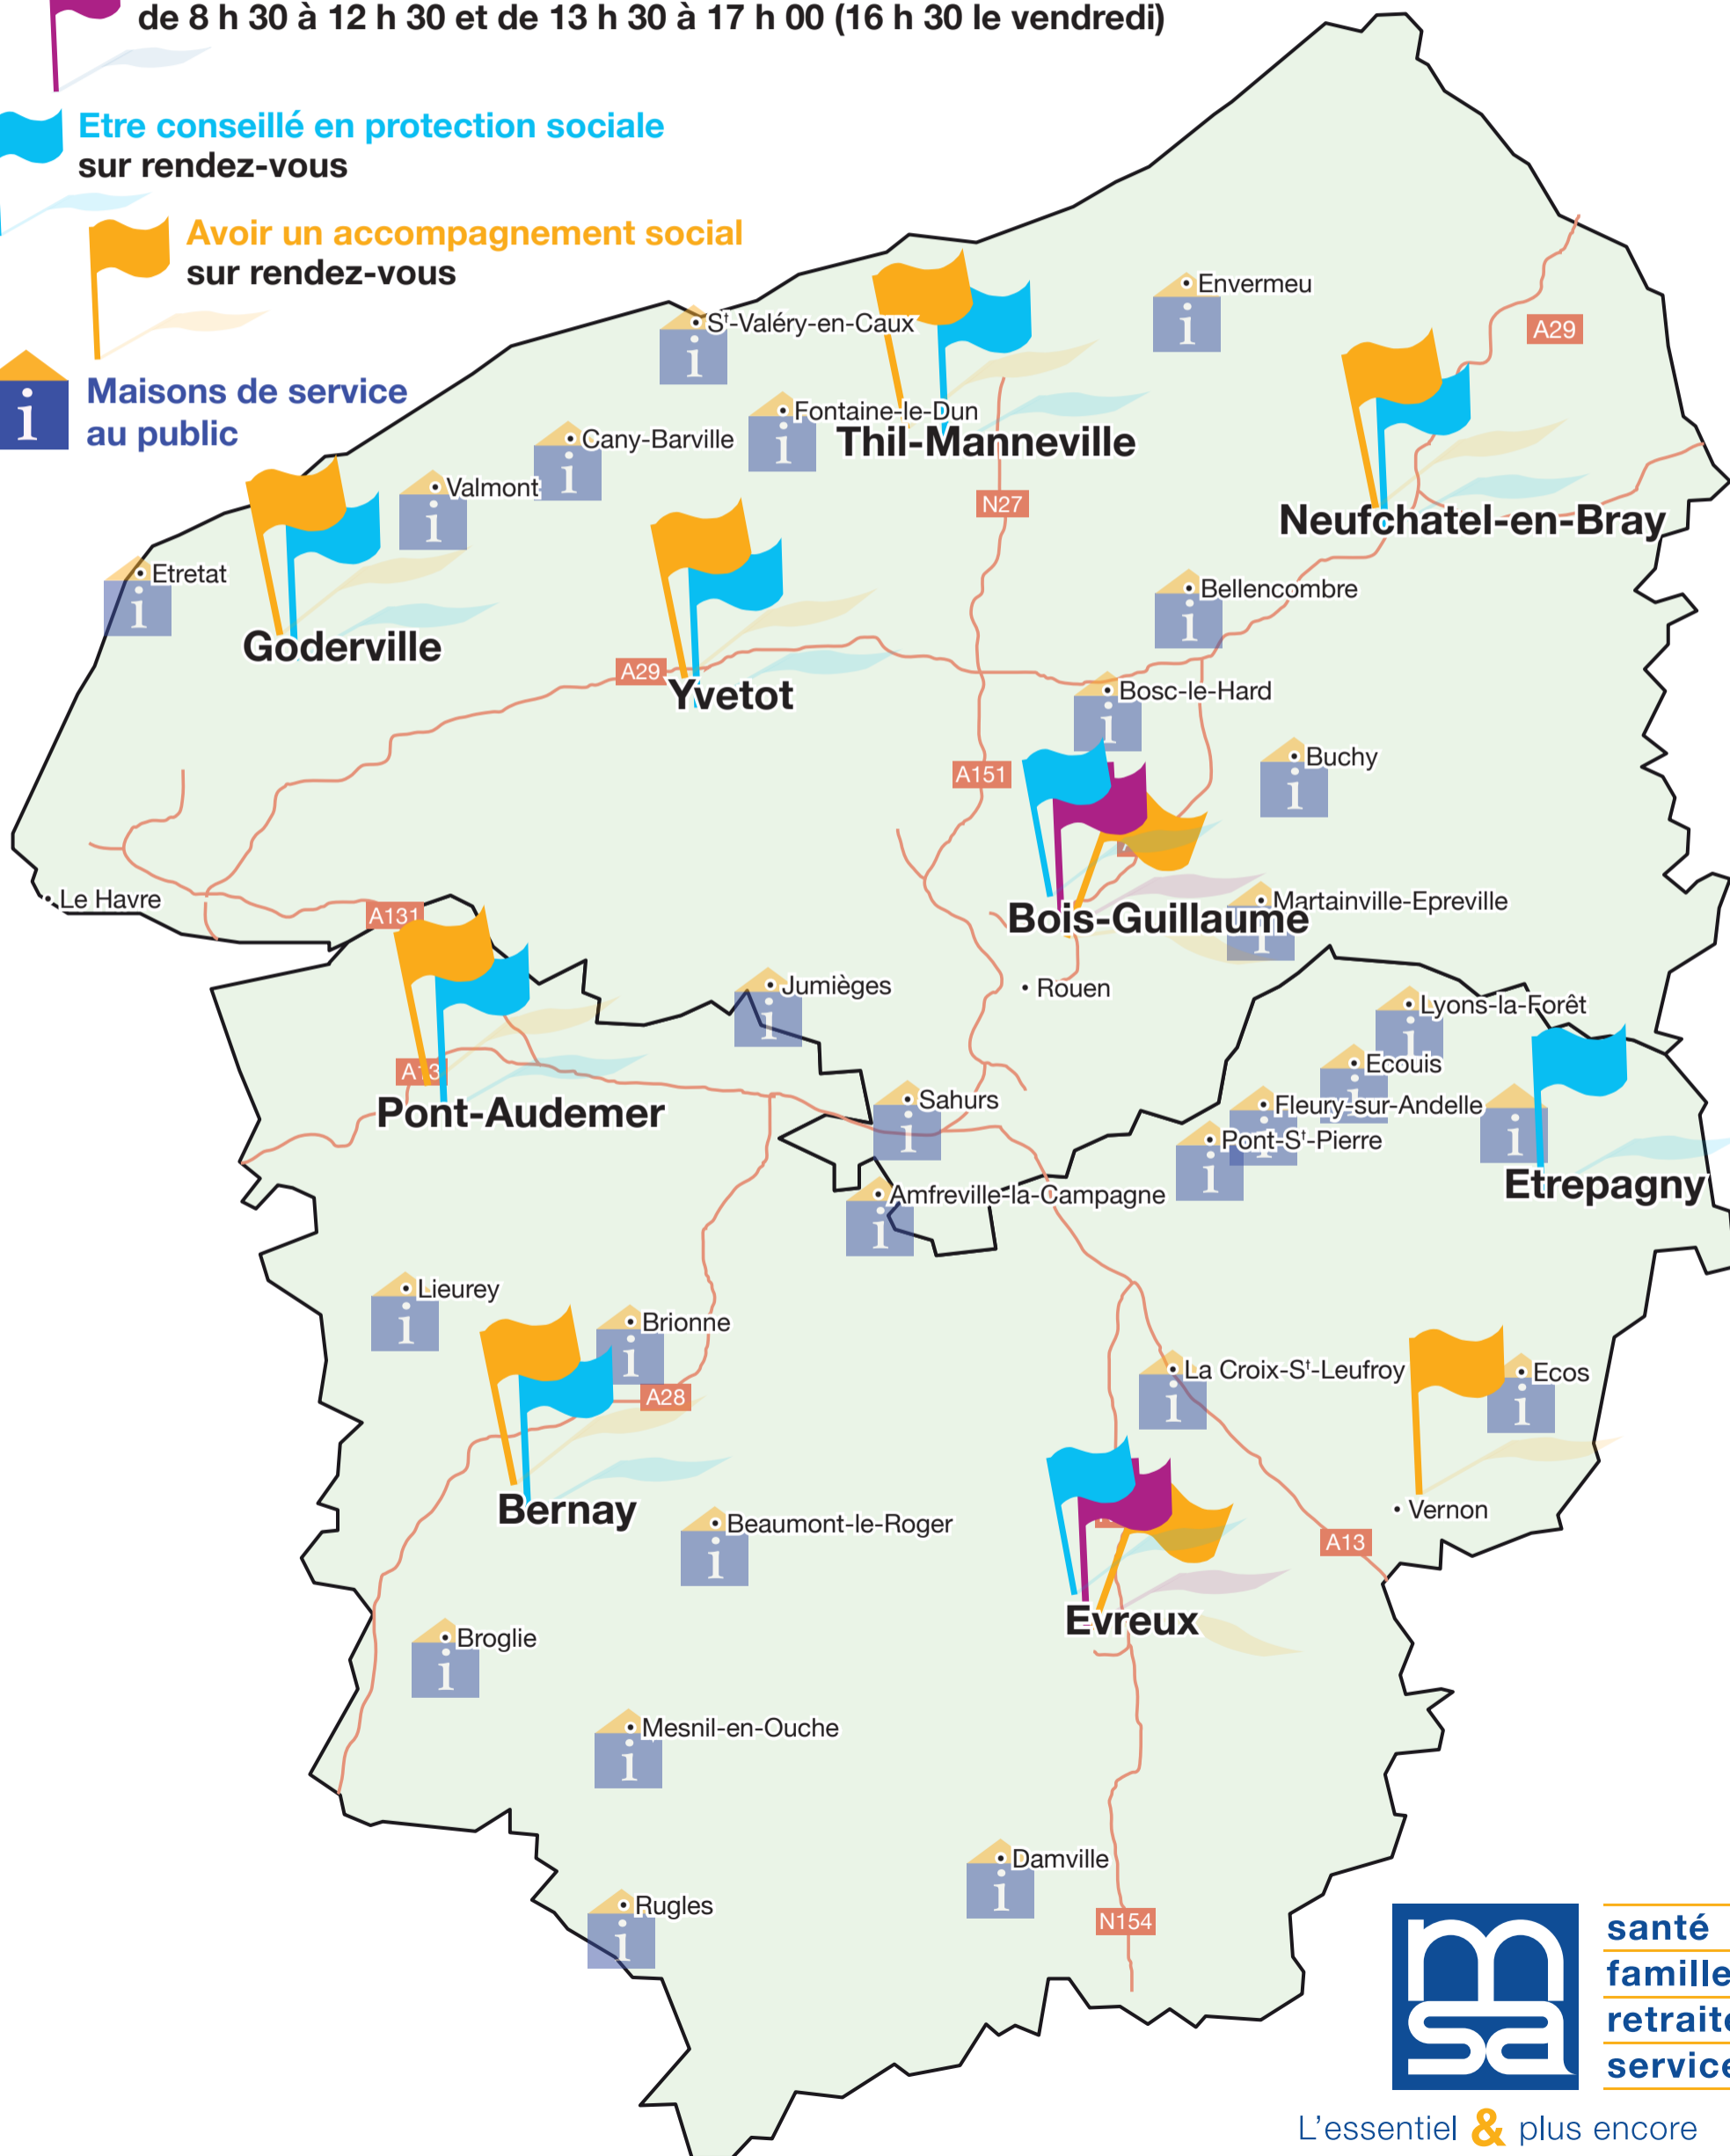 de 8 h 30 à 12 h 30 et de 13 h 30 à 17 h 00 (16 h 30 le vendredi)
Etre conseillé en protection sociale
sur rendez-vous
Avoir un accompagnement social
sur rendez-vous
i Maisons de service
au public
Envermeu
A29
St-Valéry-en-Caux
Fontaine-le-Dun
Cany-Barville
Thil-Manneville
Valmont
N27
Neufchatel-en-Bray
Etretat
Bellencombre
Goderville
A29
Yvetot
Bosc-le-Hard
Buchy
A151
Le Havre
Martainville-Epreville
A131
Bois-Guillaume
Jumièges
Rouen
Lyons-la-Forêt
Ecouis
A13
Sahurs
Fleury-sur-Andelle
Pont-Audemer
Pont-St-Pierre
Etrepagny
Amfreville-la-Campagne
Lieurey
Brionne
La Croix-St-Leufroy
Ecos
A28
Bernay
Vernon
Beaumont-le-Roger
A13
Evreux
Broglie
Mesnil-en-Ouche
Damville
Rugles
N154
msa
santé
famille
retraite
service
L'essentiel & plus encore